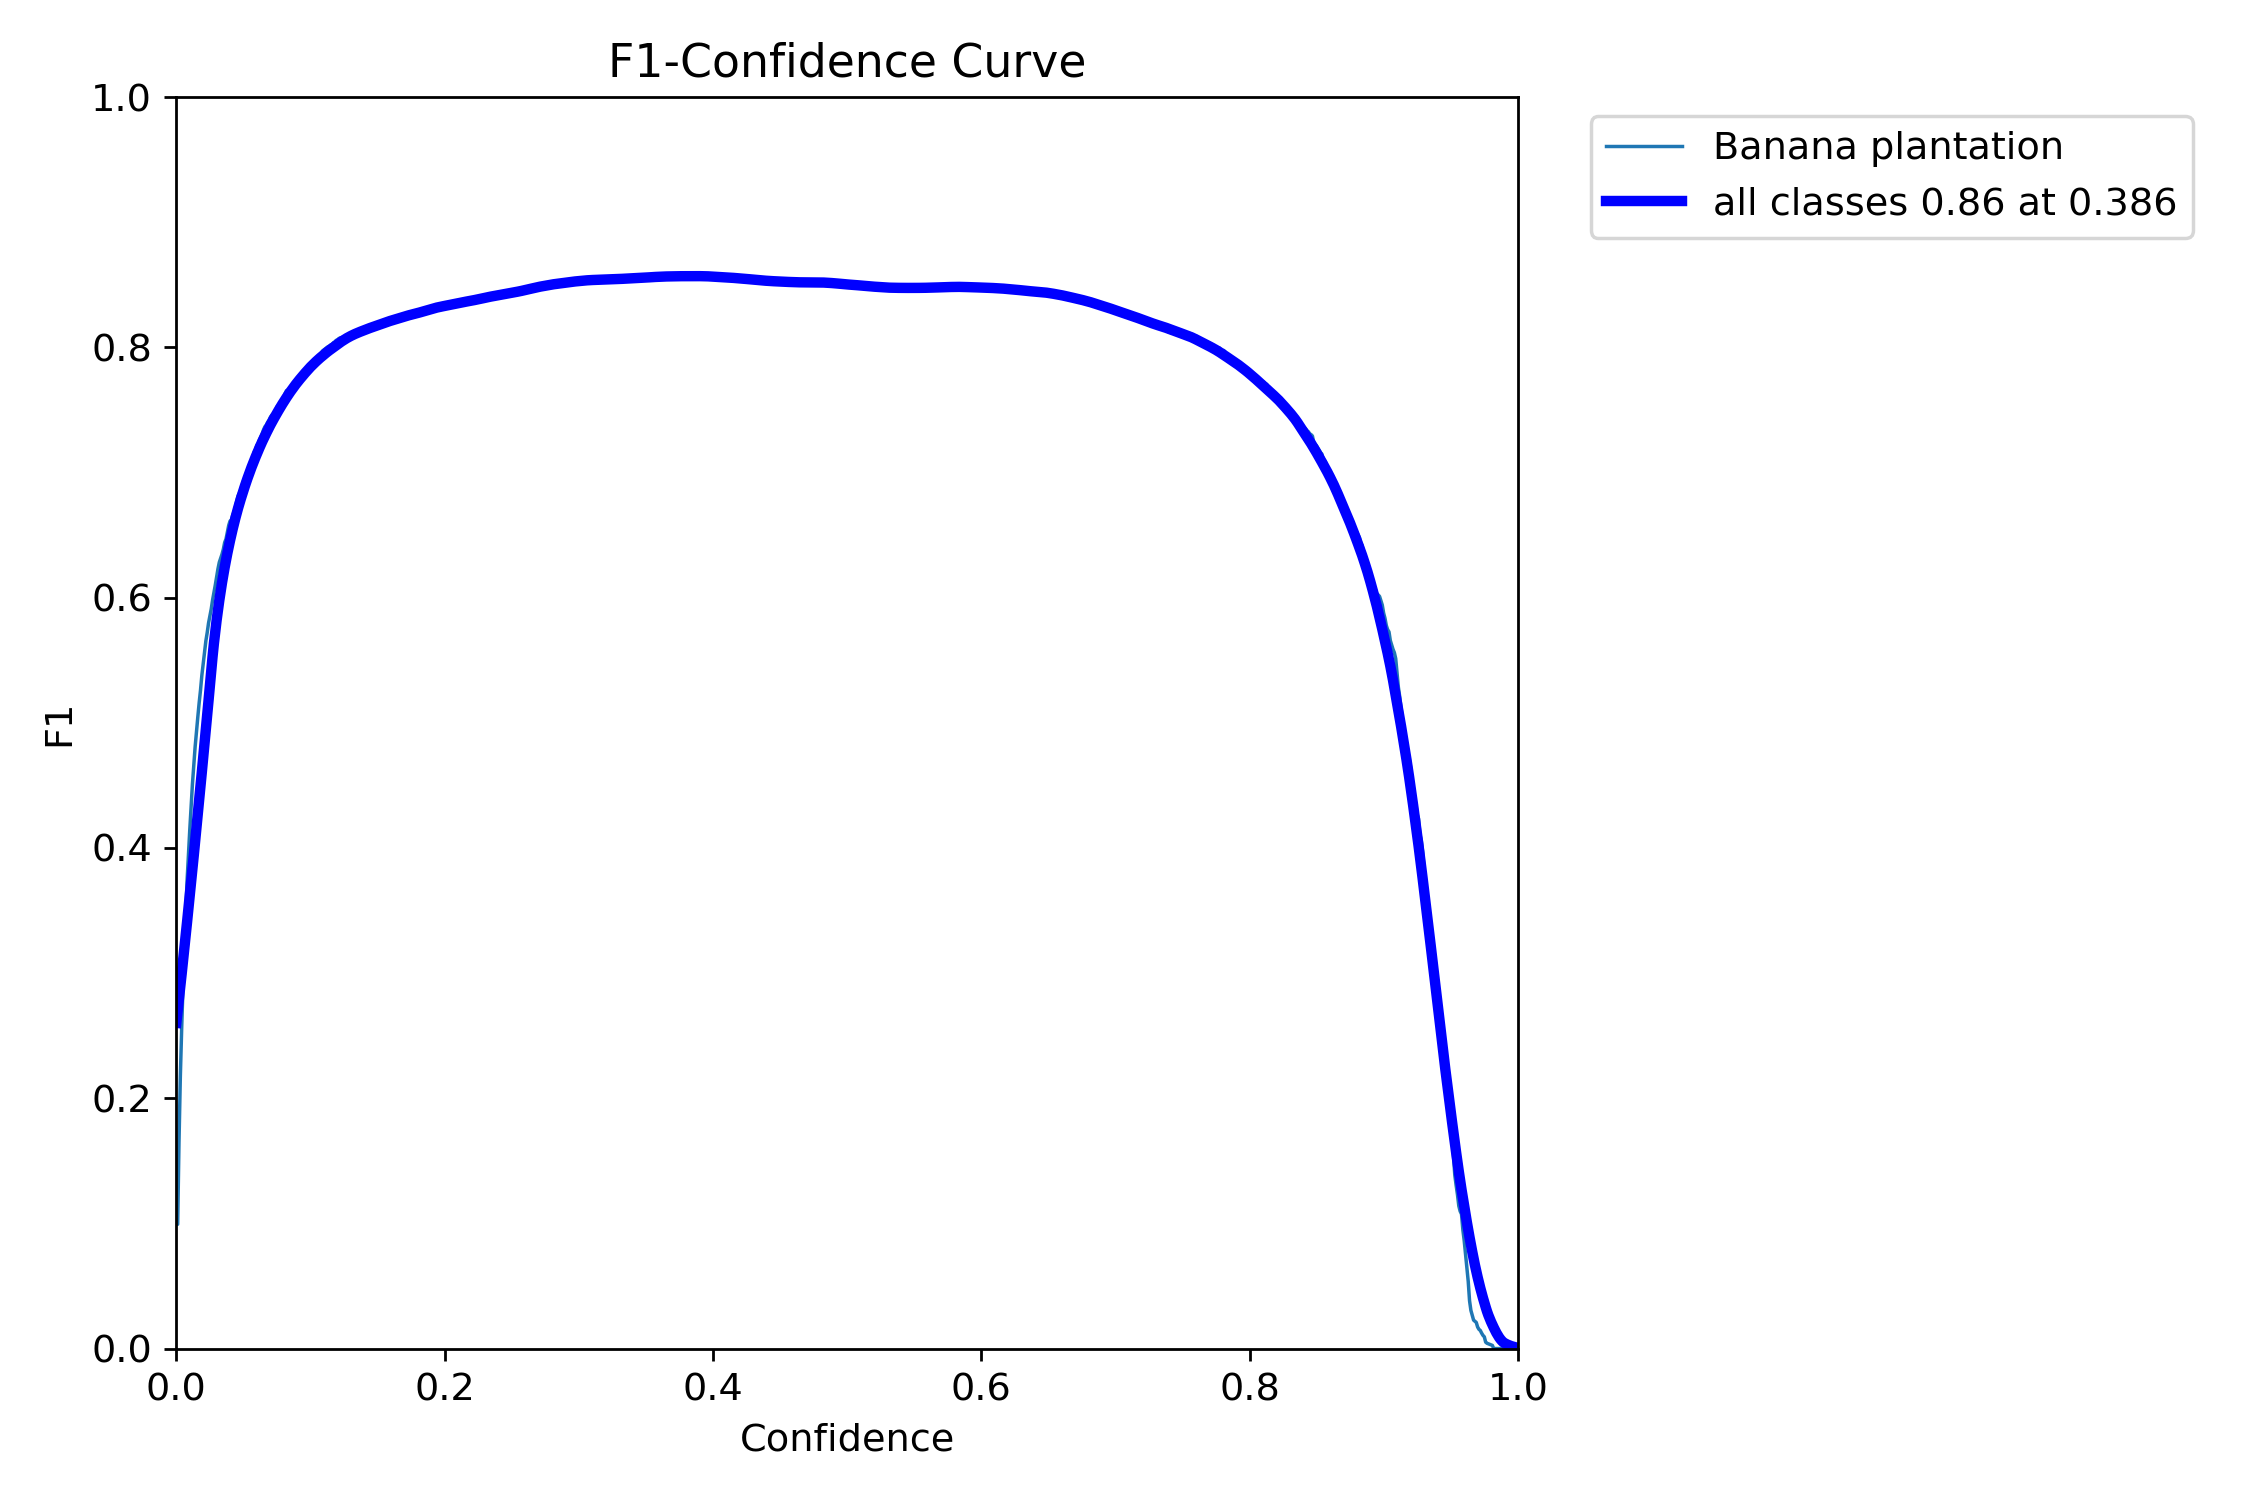 F1-Confidence Curve
1.0
0.8
0.6
0.4
0.2
0.0
F1
0.0 0.2 0.4 0.6 0.8 1.0
Confidence
Banana plantation
all classes 0.86 at 0.386